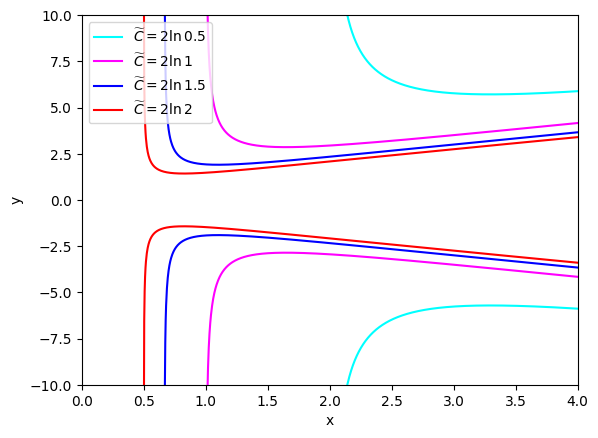 10.0
7.5
5.0
2.5
0.0
−2.5
−5.0
−7.5
−10.0
y
C̃ = 2 ln 0.5
C̃ = 2 ln 1
C̃ = 2 ln 1.5
C̃ = 2 ln 2
0.0 0.5 1.0 1.5 2.0 2.5 3.0 3.5 4.0
x